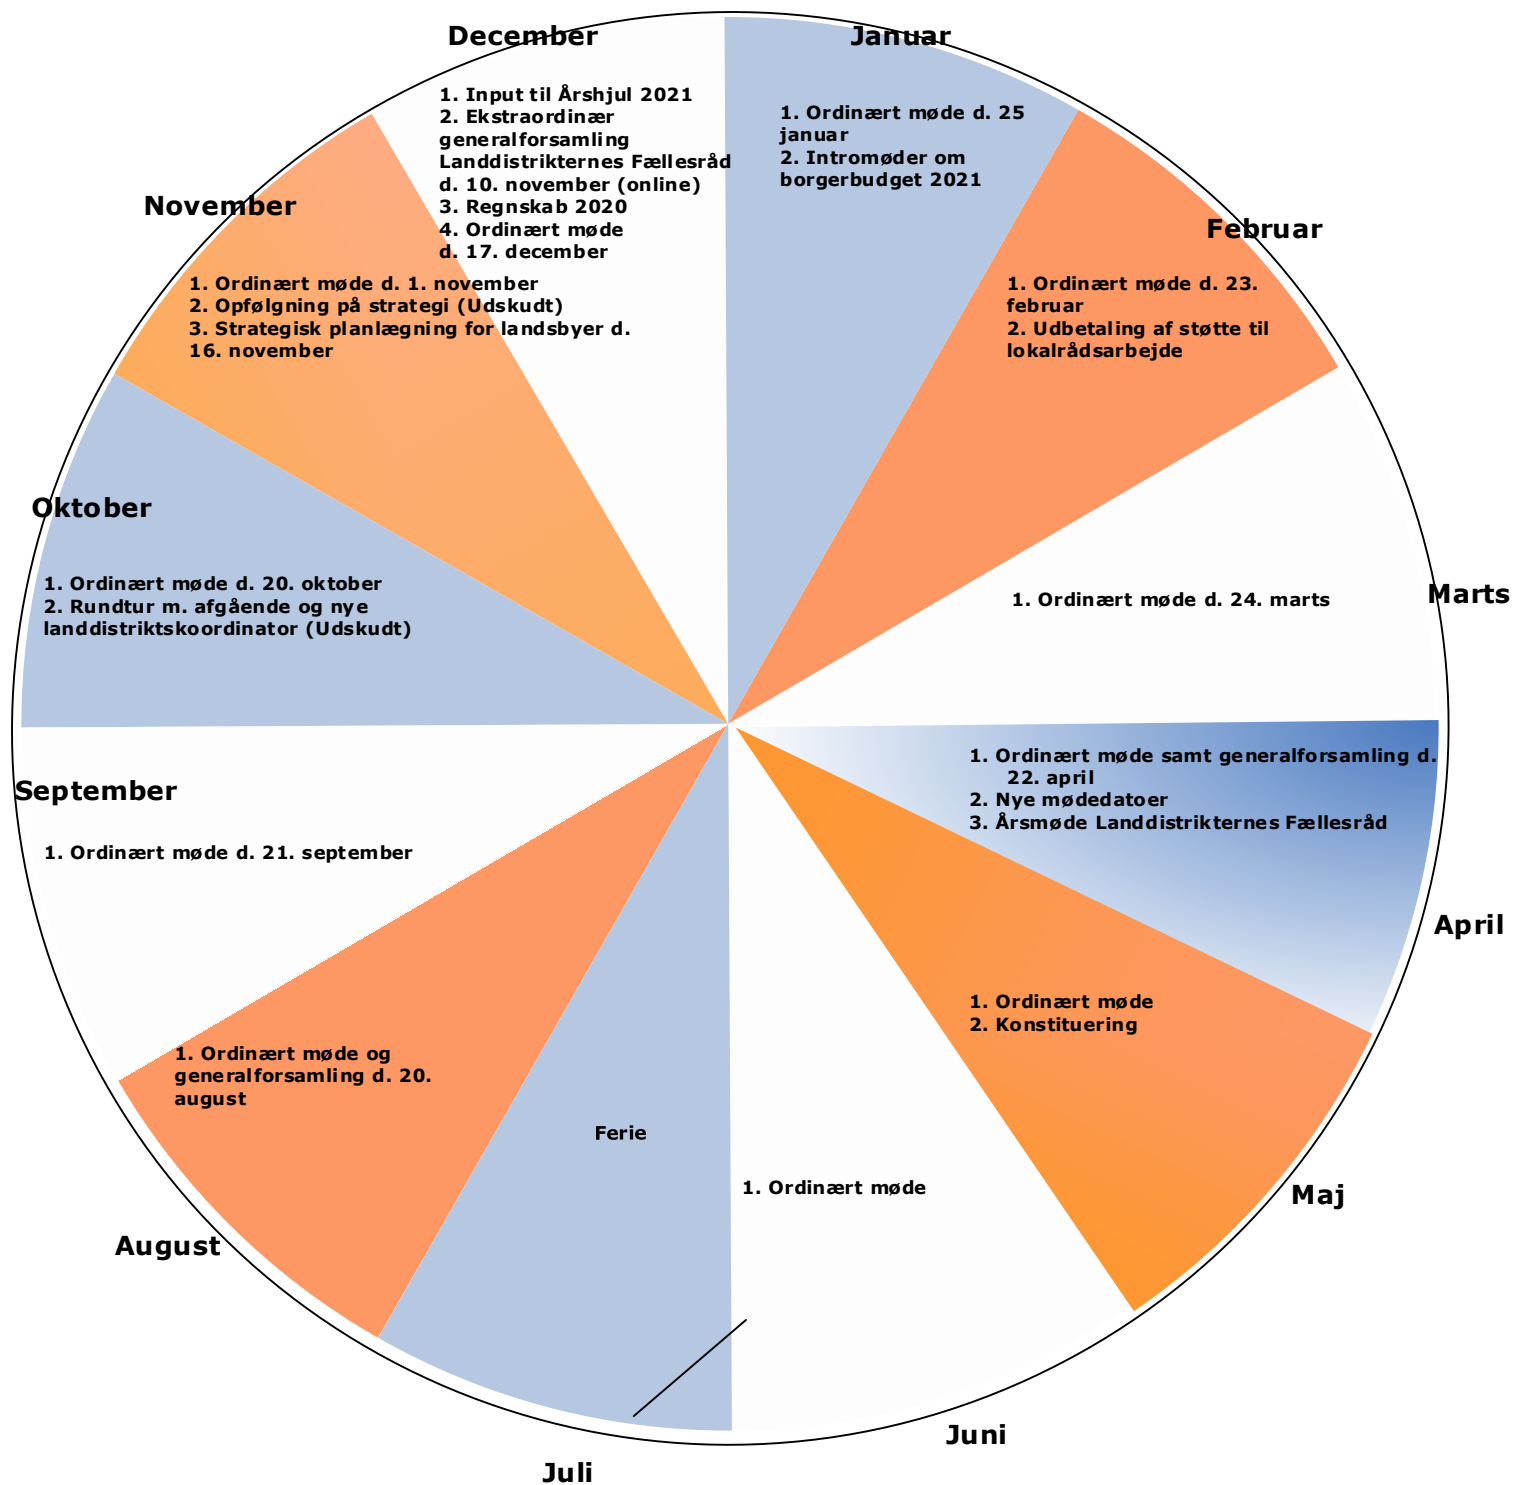 Januar
1. Ordinært møde d. 25
januar
2. Intromøder om
borgerbudget 2021
Februar
1. Ordinært møde d. 23.
februar
2. Udbetaling af støtte til
lokalrådsarbejde
Marts
1. Ordinært møde d. 24. marts
April
1. Ordinært møde samt generalforsamling d.
22. april
2. Nye mødedatoer
3. Årsmøde Landdistrikternes Fællesråd
Maj
1. Ordinært møde
2. Konstituering
Juni
1. Ordinært møde
Juli
Ferie
August
1. Ordinært møde og
generalforsamling d. 20.
august
September
1. Ordinært møde d. 21. september
Oktober
1. Ordinært møde d. 20. oktober
2. Rundtur m. afgående og nye
landdistriktskoordinator (Udskudt)
November
1. Ordinært møde d. 1. november
2. Opfølgning på strategi (Udskudt)
3. Strategisk planlægning for landsbyer d.
16. november
December
1. Input til Årshjul 2021
2. Ekstraordinær
generalforsamling
Landdistrikternes Fællesråd
d. 10. november (online)
3. Regnskab 2020
4. Ordinært møde
d. 17. december